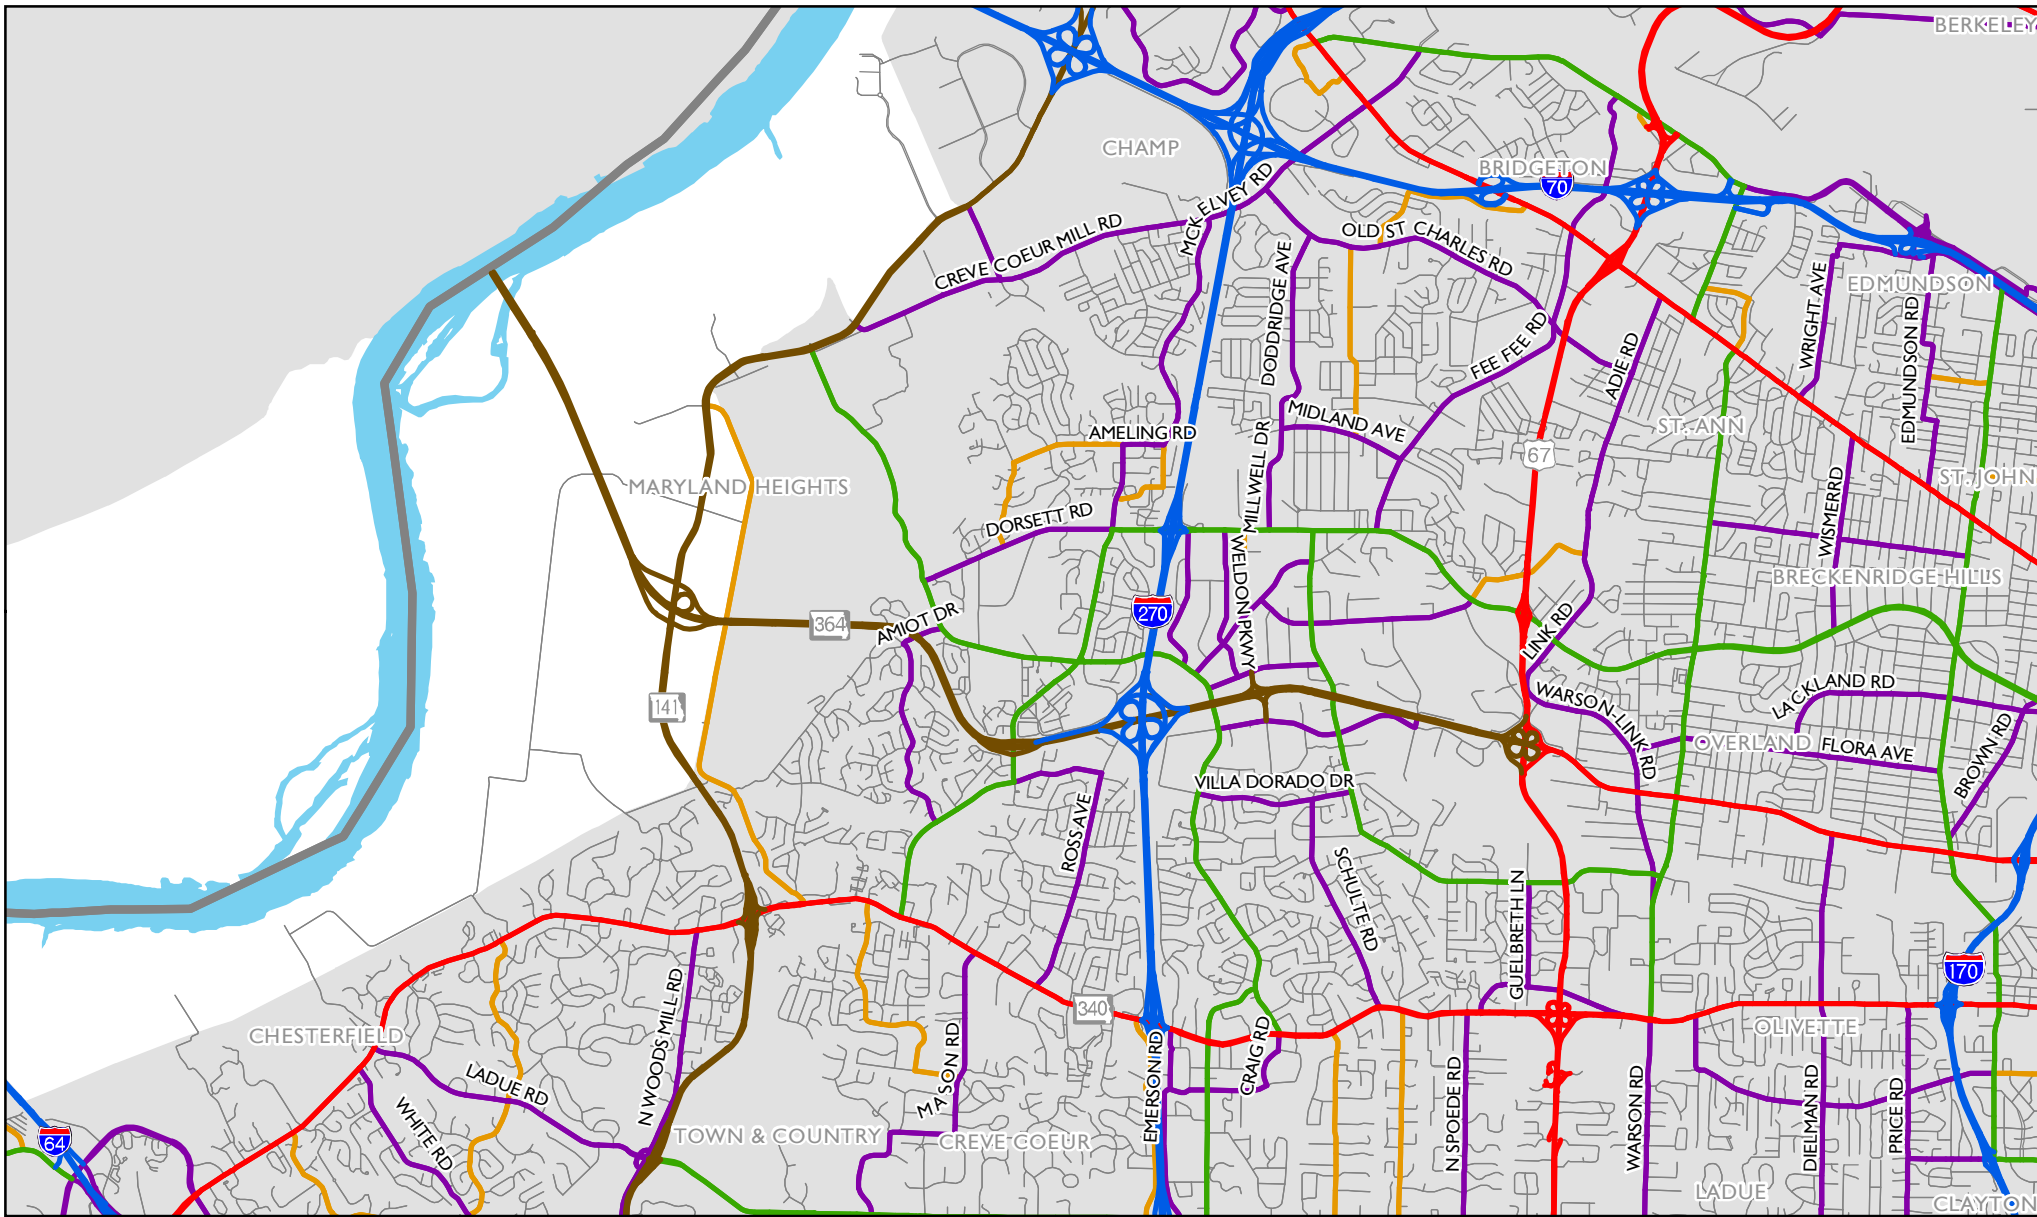 BERKELEY
CHAMP
BRIDGETON
70
MCKELVEY RD
CREVE COEUR MILL RD
OLD ST CHARLES RD
EDMUNDSON
WRIGHT AVE
EDMUNDSON RD
DODDRIDGE AVE
FEE FEE RD
ADIE RD
MIDLAND AVE
AMELING RD
ST. ANN
67
MILLWELL DR
MARYLAND HEIGHTS
ST. JOHN
WISMER RD
DORSETT RD
WELDON PKWY
BRECKENRIDGE HILLS
270
364
AMIOT DR
LINK RD
141
WARSON-LINK RD
LACKLAND RD
OVERLAND
FLORA AVE
BROWN RD
VILLA DORADO DR
ROSS AVE
SCHULTE RD
GUELBRETH LN
170
N WOODS MILL RD
340
CHESTERFIELD
OLIVETTE
MASON RD
EMERSON RD
CRAIG RD
LADUE RD
WHITE RD
N SPOEDE RD
WARSON RD
DIELMAN RD
PRICE RD
64
TOWN & COUNTRY
CREVE COEUR
LADUE
CLAYTON